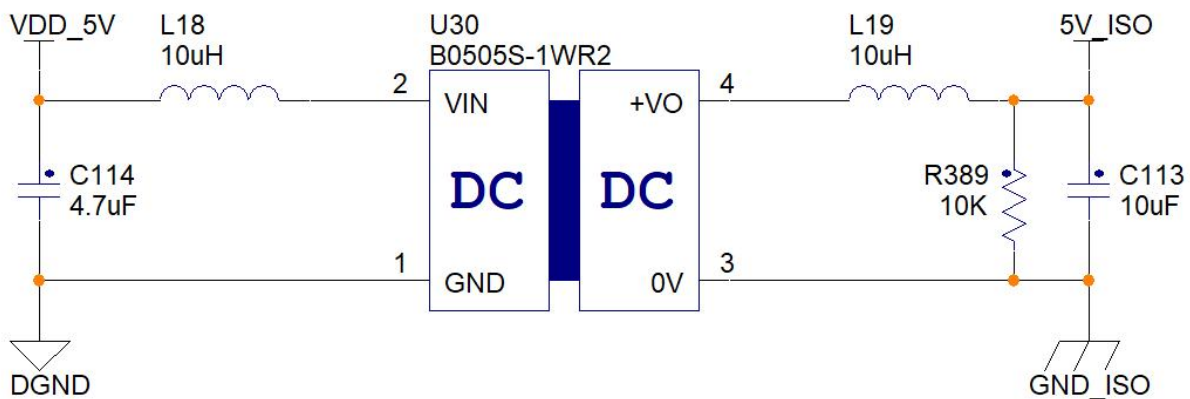 VDD_5V
L18
10uH
U30
B0505S-1WR2
L19
10uH
5V_ISO
2
VIN
+VO
4
C114
4.7uF
DC
DC
R389
10K
C113
10uF
1
GND
0V
3
DGND
GND_ISO